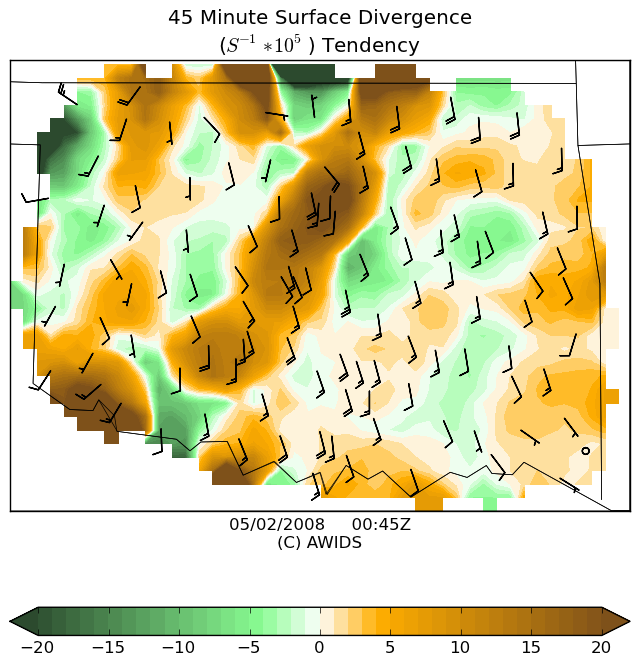 45 Minute Surface Divergence
(S⁻¹ ∗10⁵ ) Tendency
05/02/2008 00:45Z
(C) AWIDS
−20 −15 −10 −5 0 5 10 15 20